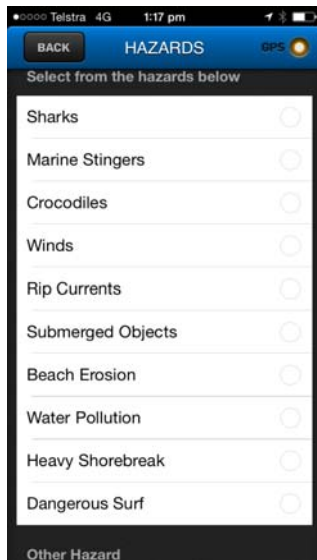 Telstra 4G 1:17 pm
BACK HAZARDS GPS
Select from the hazards below
Sharks
Marine Stingers
Crocodiles
Winds
Rip Currents
Submerged Objects
Beach Erosion
Water Pollution
Heavy Shorebreak
Dangerous Surf
Other Hazard